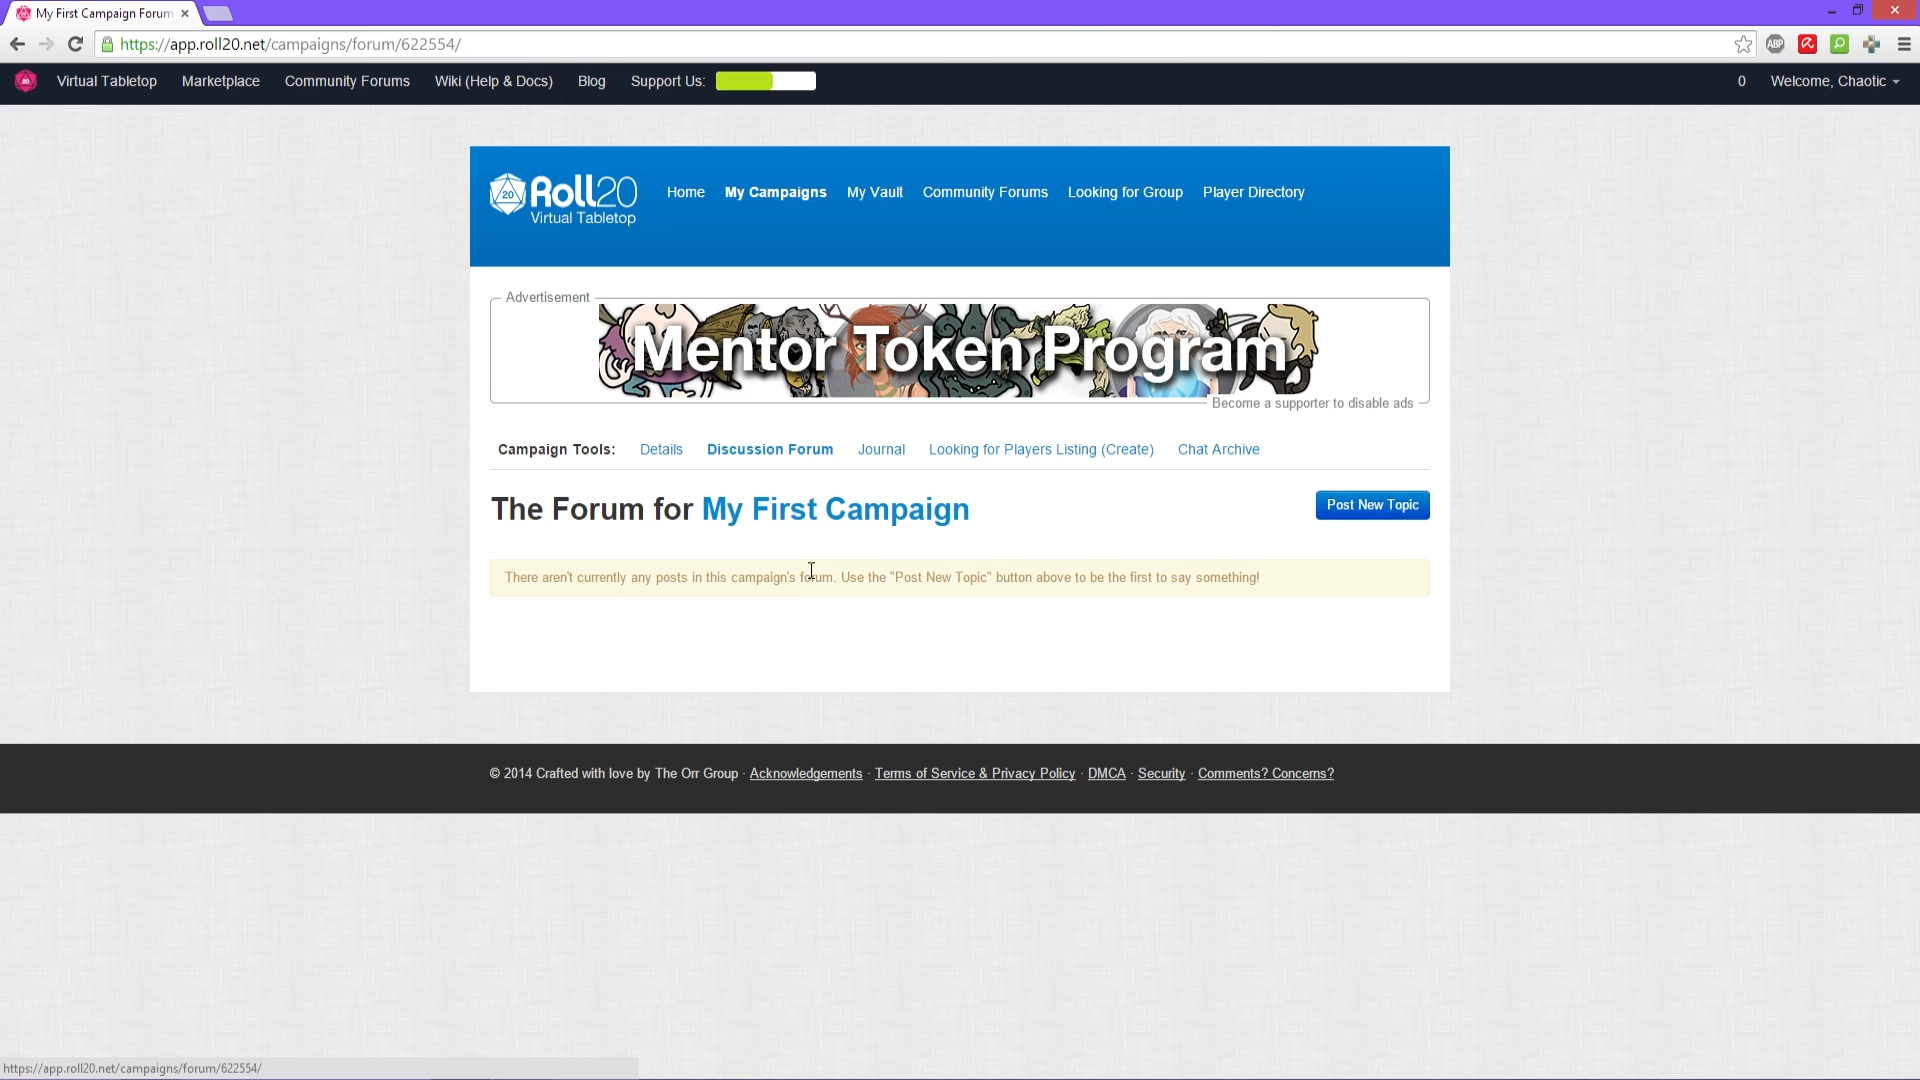 My First Campaign Forum
https://app.roll20.net/campaigns/forum/622554/
ABP
20 Virtual Tabletop Marketplace Community Forums Wiki (Help & Docs) Blog Support Us: 0 Welcome, Chaotic
20 Roll20 Home My Campaigns My Vault Community Forums Looking for Group Player Directory
Virtual Tabletop
Advertisement
Mentor Token Program
Become a supporter to disable ads
Campaign Tools: Details Discussion Forum Journal Looking for Players Listing (Create) Chat Archive
The Forum for My First Campaign Post New Topic
There aren't currently any posts in this campaign's forum. Use the "Post New Topic" button above to be the first to say something!
© 2014 Crafted with love by The Orr Group · Acknowledgements · Terms of Service & Privacy Policy · DMCA · Security · Comments? Concerns?
https://app.roll20.net/campaigns/forum/622554/